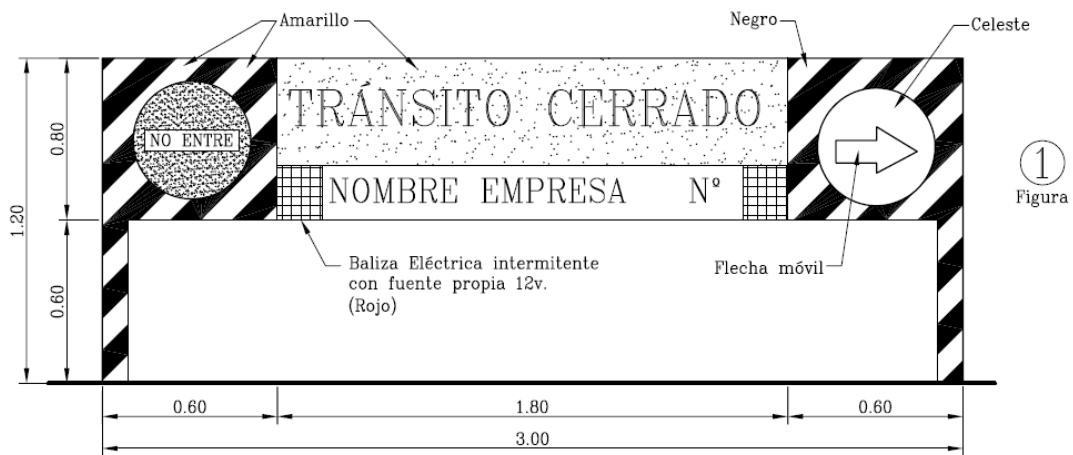 Amarillo
Negro
Celeste
TRÁNSITO CERRADO
NO ENTRE
NOMBRE EMPRESA Nº
1
Figura
Baliza Eléctrica intermitente
con fuente propia 12v.
(Rojo)
Flecha móvil
0.80
1.20
0.60
0.60
1.80
0.60
3.00